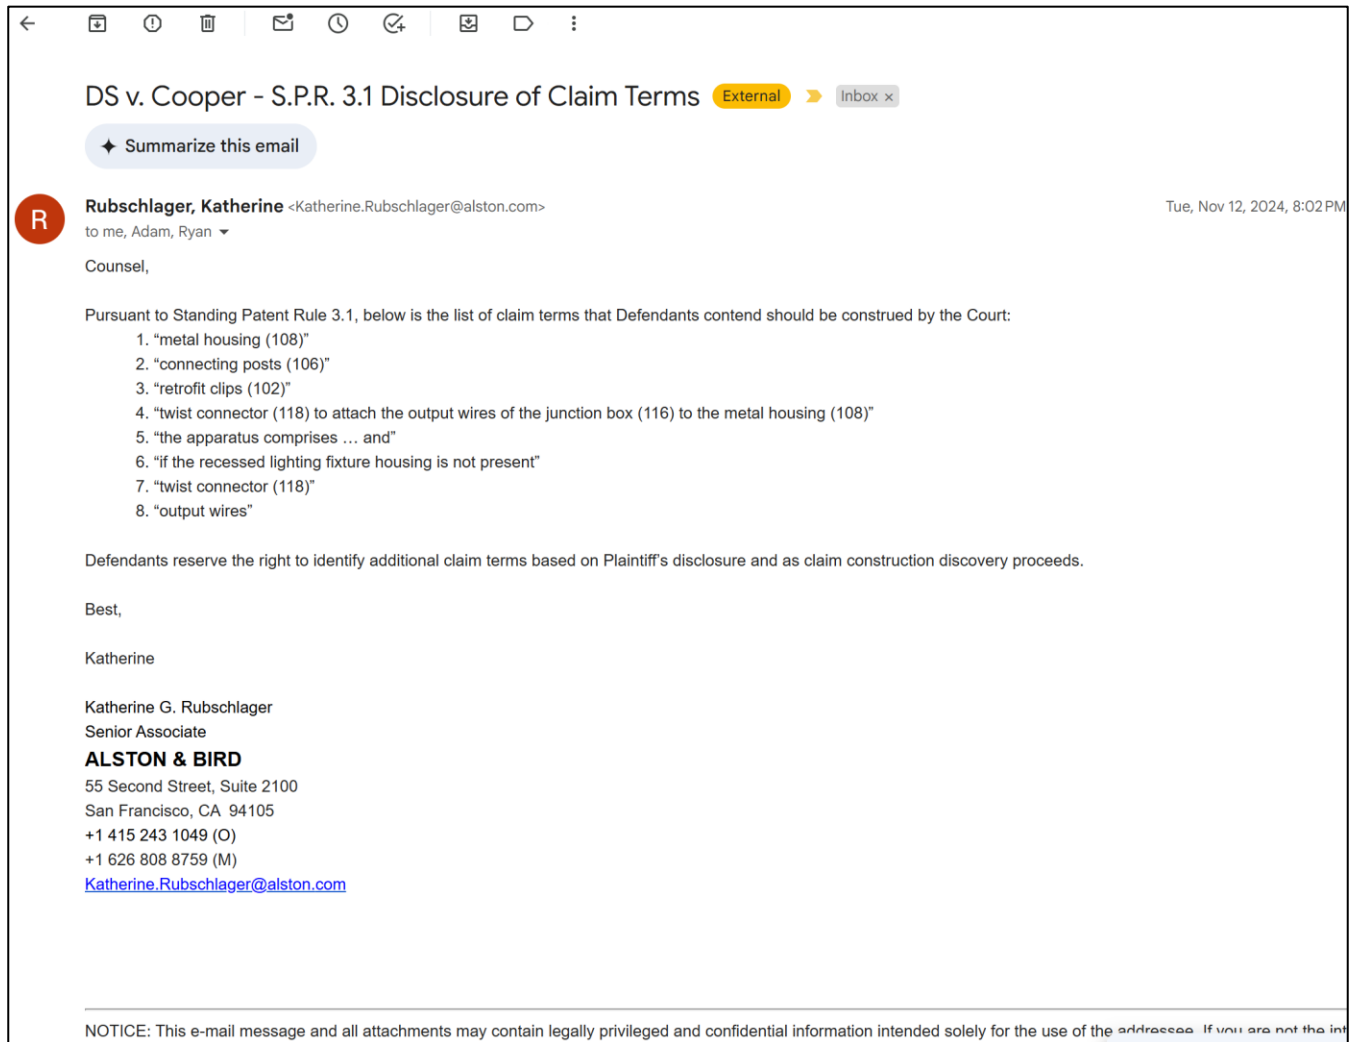 DS v. Cooper - S.P.R. 3.1 Disclosure of Claim Terms External Inbox ×
Summarize this email
R
Rubschlager, Katherine <Katherine.Rubschlager@alston.com> Tue, Nov 12, 2024, 8:02 PM
to me, Adam, Ryan
Counsel,
Pursuant to Standing Patent Rule 3.1, below is the list of claim terms that Defendants contend should be construed by the Court:
1. “metal housing (108)”
2. “connecting posts (106)”
3. “retrofit clips (102)”
4. “twist connector (118) to attach the output wires of the junction box (116) to the metal housing (108)”
5. “the apparatus comprises … and”
6. “if the recessed lighting fixture housing is not present”
7. “twist connector (118)”
8. “output wires”
Defendants reserve the right to identify additional claim terms based on Plaintiff’s disclosure and as claim construction discovery proceeds.
Best,
Katherine
Katherine G. Rubschlager
Senior Associate
ALSTON & BIRD
55 Second Street, Suite 2100
San Francisco, CA 94105
+1 415 243 1049 (O)
+1 626 808 8759 (M)
Katherine.Rubschlager@alston.com
NOTICE: This e-mail message and all attachments may contain legally privileged and confidential information intended solely for the use of the addressee. If you are not the int